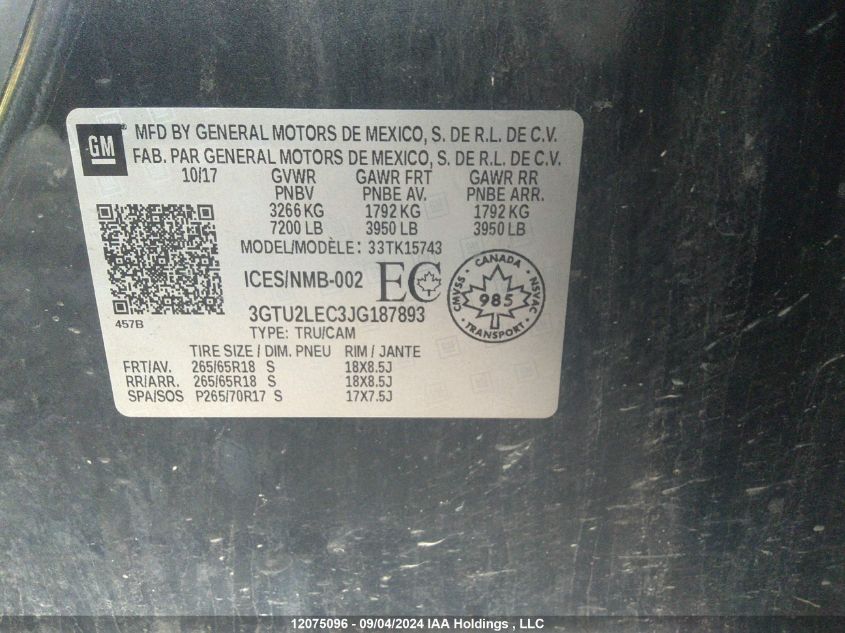 GM
MFD BY GENERAL MOTORS DE MEXICO, S. DE R.L. DE C.V.
FAB. PAR GENERAL MOTORS DE MEXICO, S. DE R.L. DE C.V.
10/17 GVWR GAWR FRT GAWR RR
PNBV PNBE AV. PNBE ARR.
3266 KG 1792 KG 1792 KG
7200 LB 3950 LB 3950 LB
MODEL/MODÈLE: 33TK15743
ICES/NMB-002 EC
CANADA
CMVSS 985 NSVAC
TRANSPORT
457B
3GTU2LEC3JG187893
TYPE: TRU/CAM
TIRE SIZE / DIM. PNEU RIM / JANTE
FRT/AV. 265/65R18 S 18X8.5J
RR/ARR. 265/65R18 S 18X8.5J
SPA/SOS P265/70R17 S 17X7.5J
12075096 - 09/04/2024 IAA Holdings , LLC